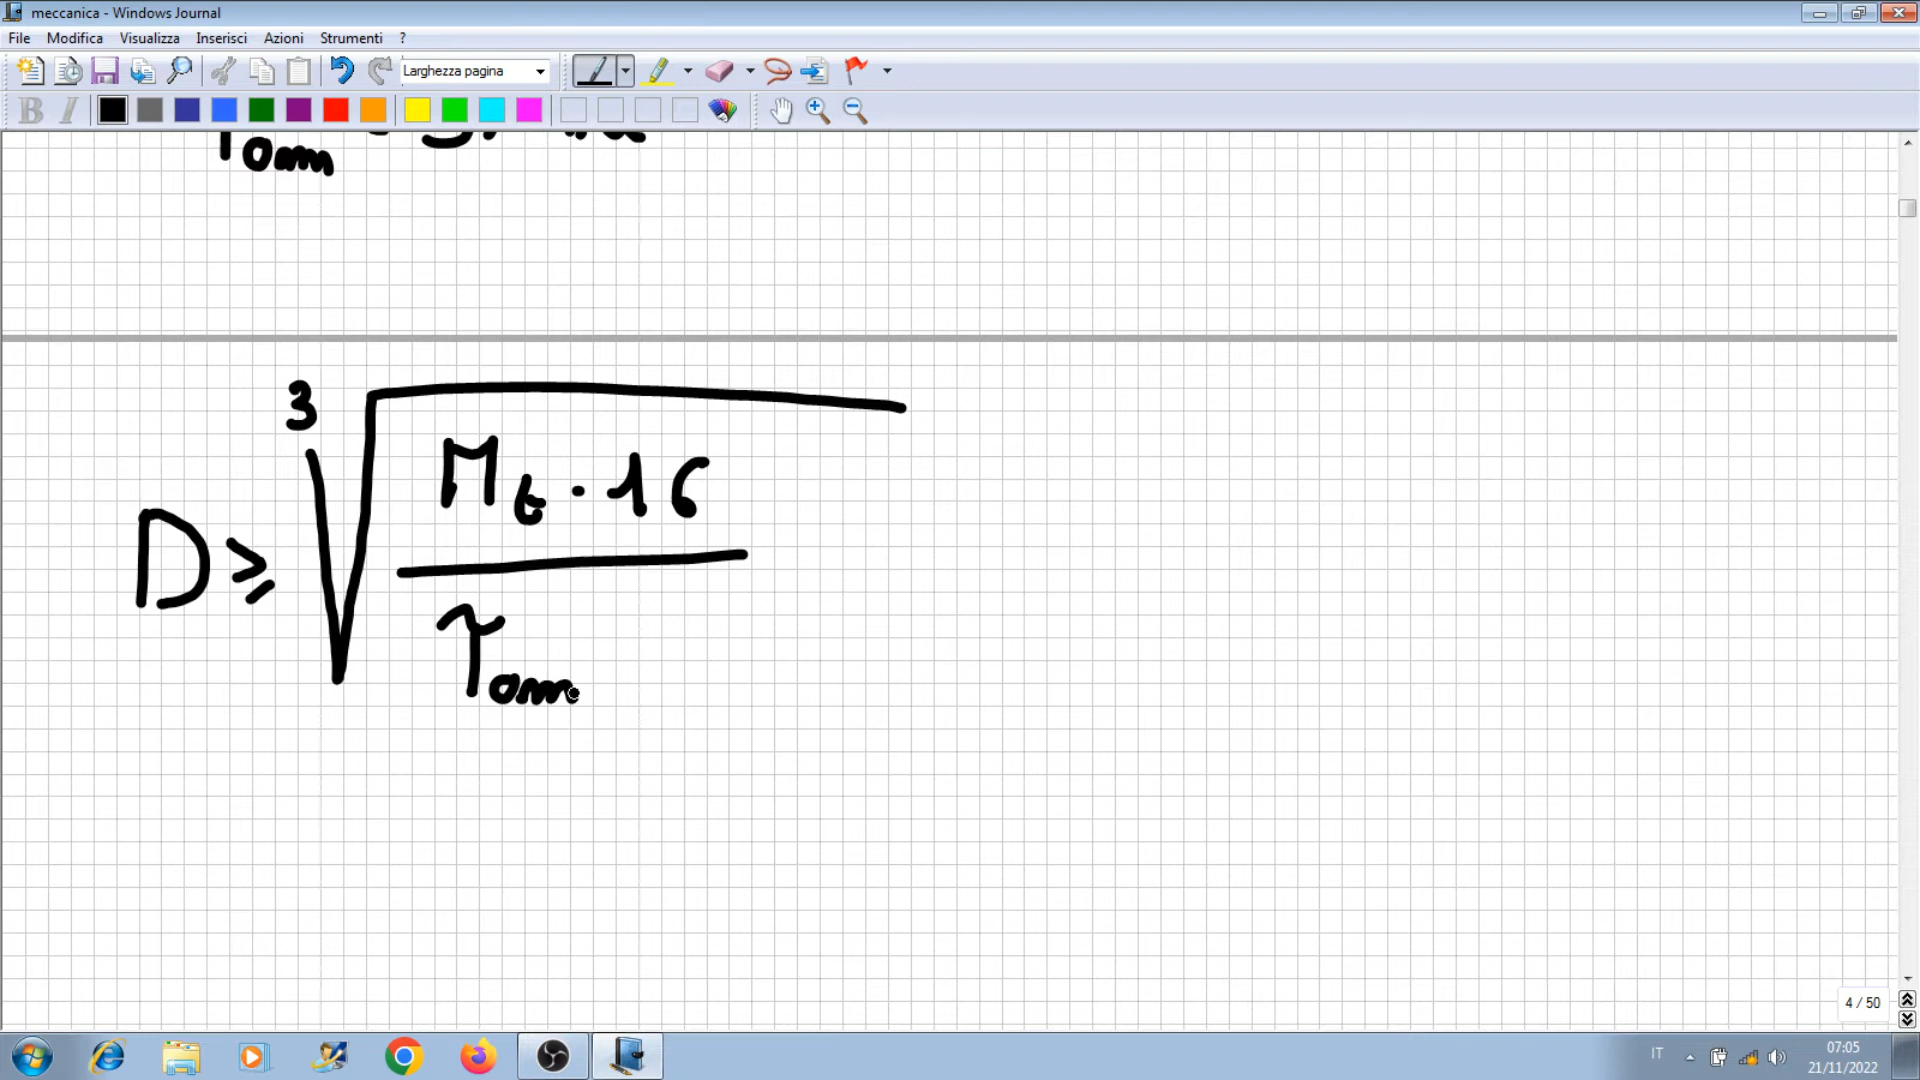 meccanica - Windows Journal
File Modifica Visualizza Inserisci Azioni Strumenti ?
Larghezza pagina
B I
τamm
D ≥ ∛
Mt · 16
τam
4 / 50
IT
07:05
21/11/2022